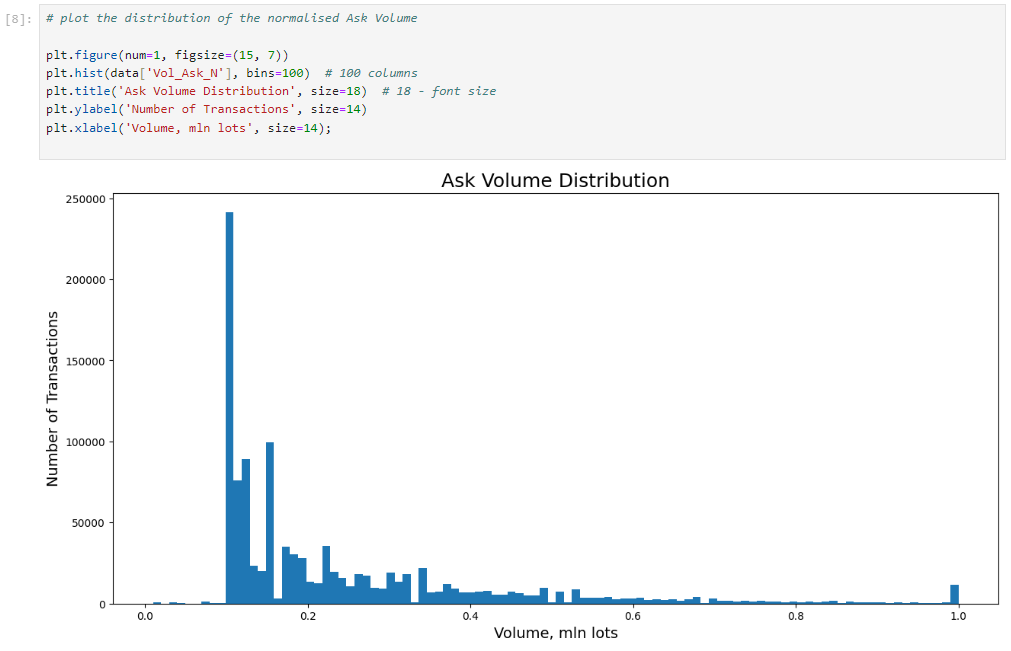 [8]: # plot the distribution of the normalised Ask Volume
plt.figure(num=1, figsize=(15, 7))
plt.hist(data['Vol_Ask_N'], bins=100)  # 100 columns
plt.title('Ask Volume Distribution', size=18)  # 18 - font size
plt.ylabel('Number of Transactions', size=14)
plt.xlabel('Volume, mln lots', size=14);
Ask Volume Distribution
250000
200000
150000
100000
50000
0
Number of Transactions
0.0 0.2 0.4 0.6 0.8 1.0
Volume, mln lots